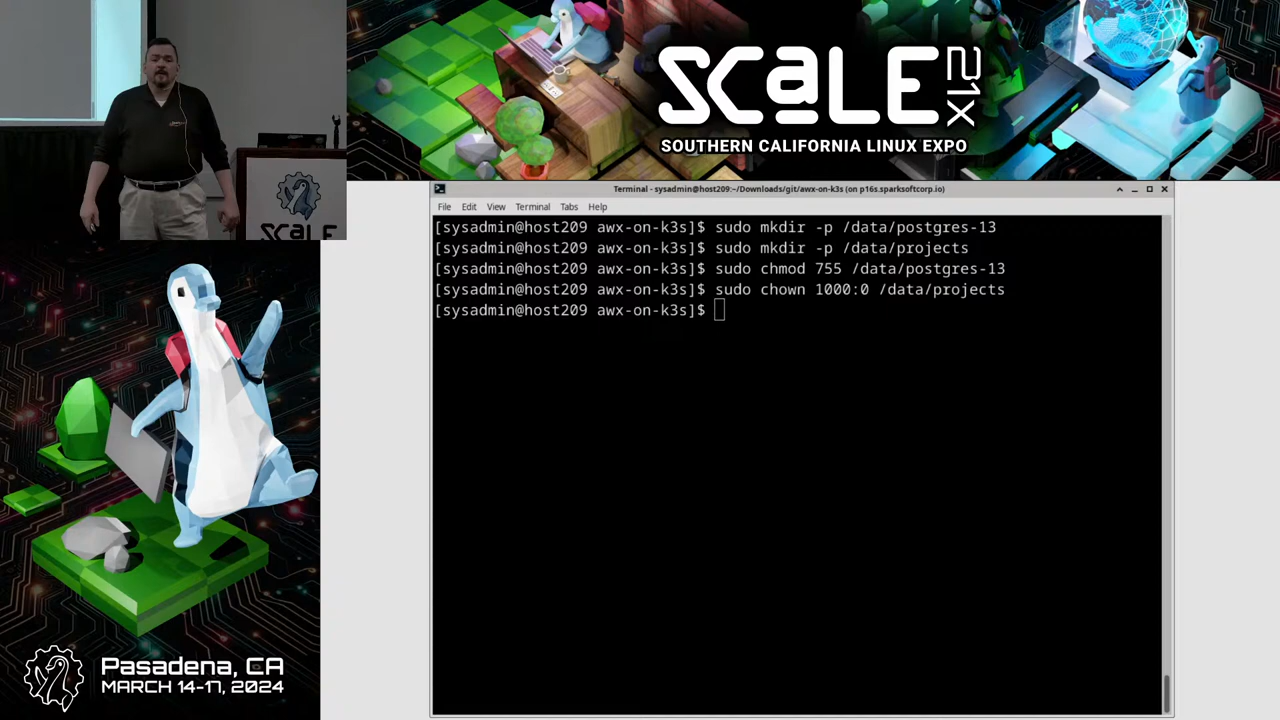 SCALE 21X
SOUTHERN CALIFORNIA LINUX EXPO
SCALE
Terminal - sysadmin@host209:~/Downloads/git/awx-on-k3s (on p16s.sparksoftcorp.io)
File Edit View Terminal Tabs Help
[sysadmin@host209 awx-on-k3s]$ sudo mkdir -p /data/postgres-13
[sysadmin@host209 awx-on-k3s]$ sudo mkdir -p /data/projects
[sysadmin@host209 awx-on-k3s]$ sudo chmod 755 /data/postgres-13
[sysadmin@host209 awx-on-k3s]$ sudo chown 1000:0 /data/projects
[sysadmin@host209 awx-on-k3s]$
Pasadena, CA
MARCH 14-17, 2024